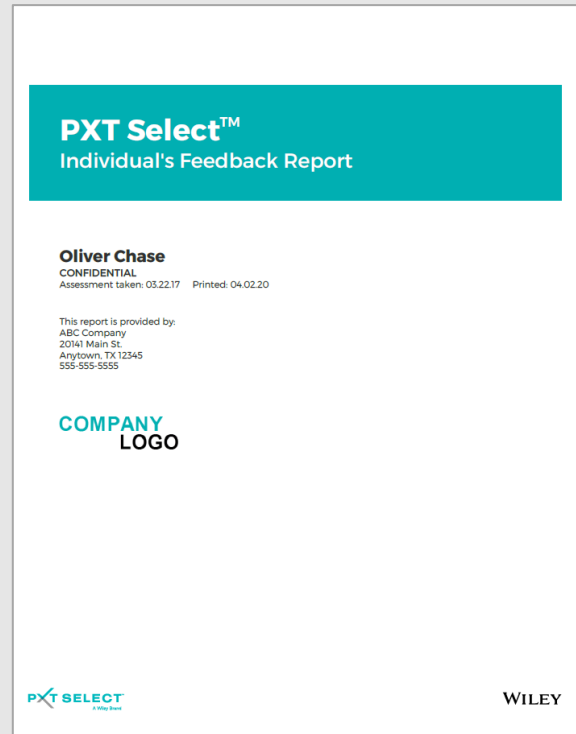 PXT Select™
Individual's Feedback Report
Oliver Chase
CONFIDENTIAL
Assessment taken: 03.22.17 Printed: 04.02.20
This report is provided by:
ABC Company
20141 Main St.
Anytown, TX 12345
555-555-5555
COMPANY
LOGO
PXT SELECT
A Wiley Brand
WILEY